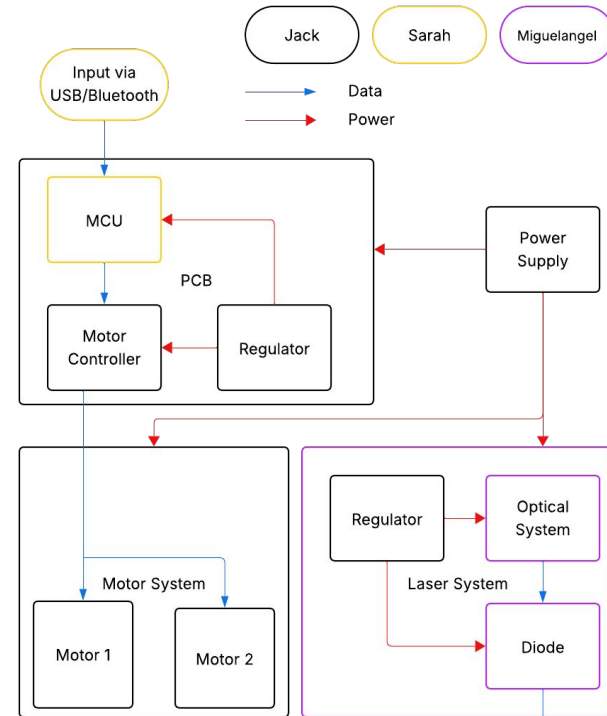 Jack
Sarah
Miguelangel
Data
Power
Input via
USB/Bluetooth
MCU
PCB
Motor
Controller
Regulator
Power
Supply
Motor System
Motor 1
Motor 2
Regulator
Optical
System
Laser System
Diode